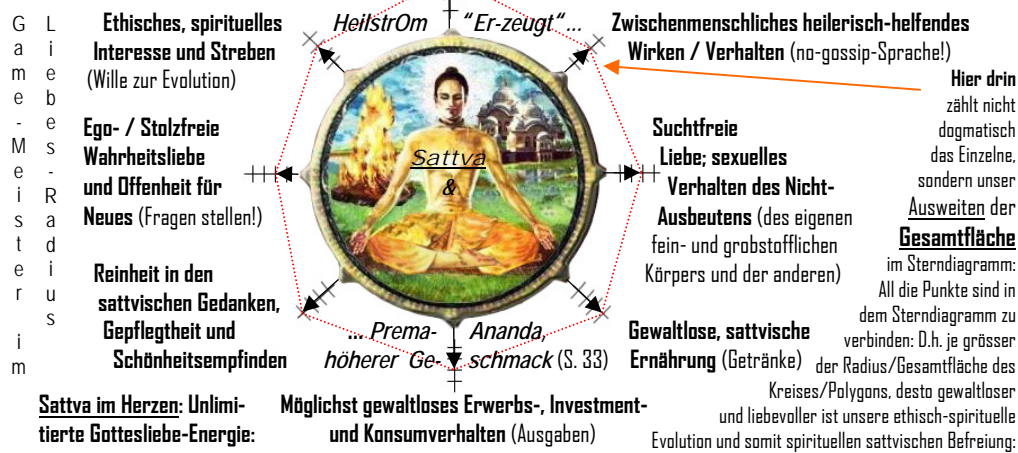 Game-Meister im
Liebes-Radius
Ethisches, spirituelles
Interesse und Streben
(Wille zur Evolution)
HeilstrOm "Er-zeugt"...
Zwischenmenschliches heilerisch-helfendes
Wirken / Verhalten (no-gossip-Sprache!)
Ego- / Stolzfreie
Wahrheitsliebe
und Offenheit für
Neues (Fragen stellen!)
Sattva
&
Suchtfreie
Liebe; sexuelles
Verhalten des Nicht-
Ausbeutens (des eigenen
fein- und grobstofflichen
Körpers und der anderen)
Hier drin
zählt nicht
dogmatisch
das Einzelne,
sondern unser
Ausweiten der
Gesamtfläche
im Sterndiagramm:
All die Punkte sind in
dem Sterndiagramm zu
verbinden: D.h. je grösser
der Radius/Gesamtfläche des
Kreises/Polygons, desto gewaltloser
und liebevoller ist unsere ethisch-spirituelle
Evolution und somit spirituellen sattvischen Befreiung:
Reinheit in den
sattvischen Gedanken,
Gepflegtheit und
Schönheitsempfinden
... Prema- Ananda,
höherer Ge- schmack (S. 33)
Gewaltlose, sattvische
Ernährung (Getränke)
Sattva im Herzen: Unlimi-
tierte Gottesliebe-Energie:
Möglichst gewaltloses Erwerbs-, Investment-
und Konsumverhalten (Ausgaben)